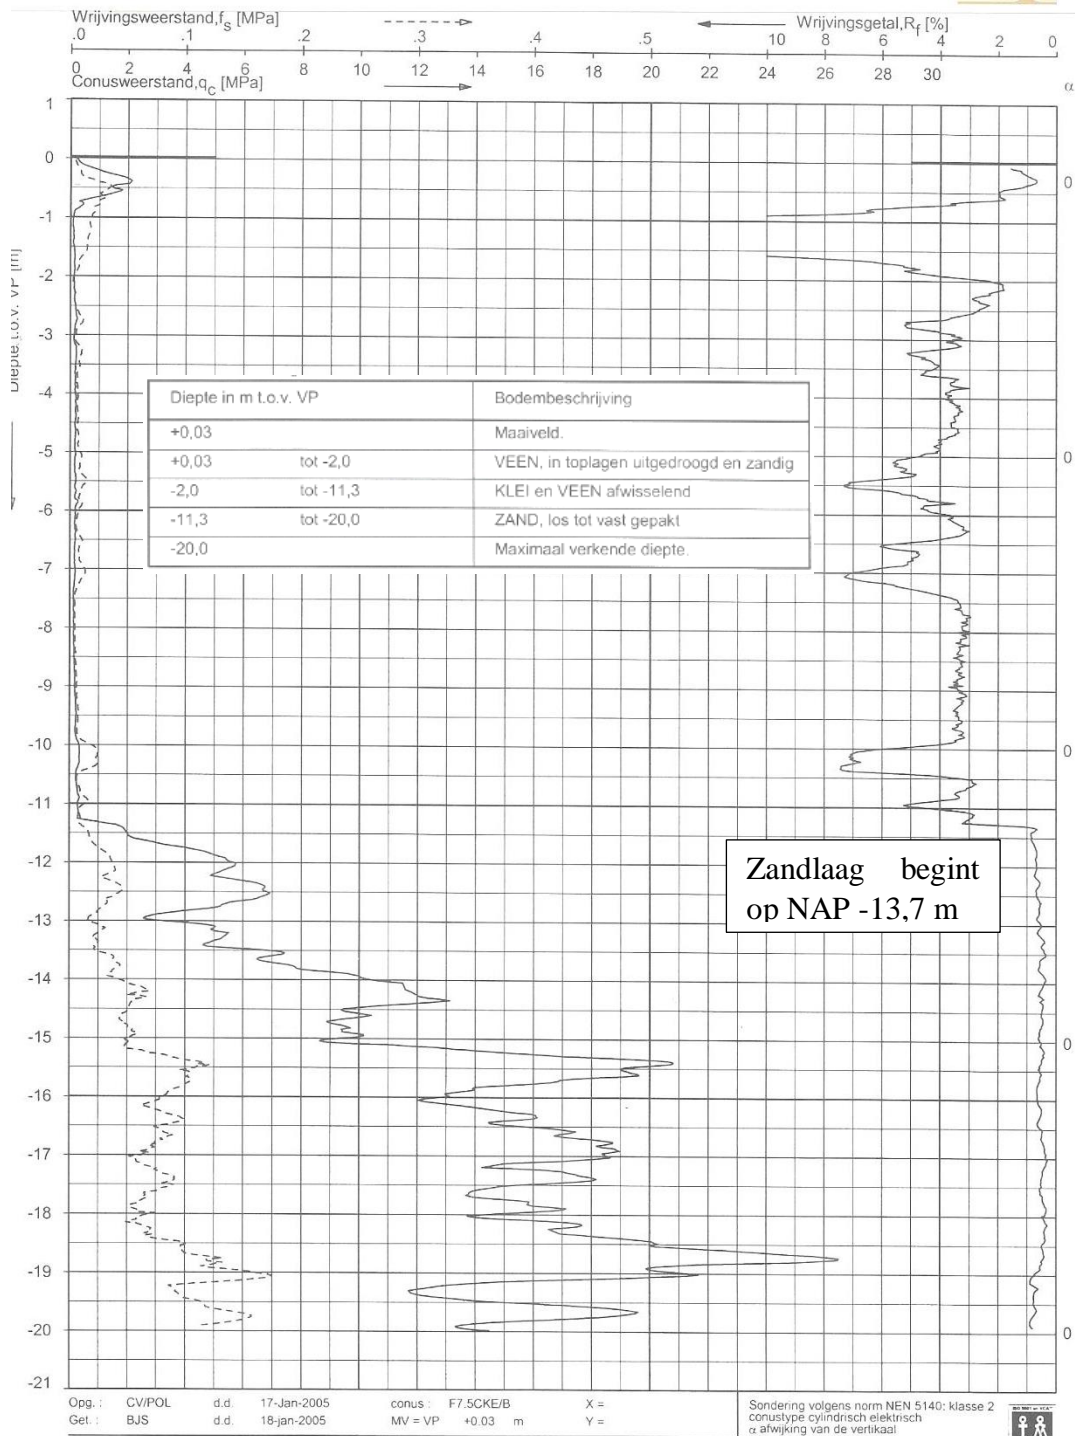 Wrijvingsweerstand,fs [MPa]
Wrijvingsgetal,Rf [%]
.0 .1 .2 .3 .4 .5 10 8 6 4 2 0
0 2 4 6 8 10 12 14 16 18 20 22 24 26 28 30
Conusweerstand,qc [MPa]
α
1
0
0
-1
-2
Diepte t.o.v. VP [m]
-3
-4
Diepte in m t.o.v. VP Bodembeschrijving
+0,03 Maaiveld.
+0,03 tot -2,0 VEEN, in toplagen uitgedroogd en zandig
-2,0 tot -11,3 KLEI en VEEN afwisselend
-11,3 tot -20,0 ZAND, los tot vast gepakt
-20,0 Maximaal verkende diepte.
-5
0
-6
-7
-8
-9
-10
0
-11
-12
Zandlaag begint
op NAP -13,7 m
-13
-14
-15
0
-16
-17
-18
-19
-20
0
-21
Opg. : CV/POL d.d. 17-Jan-2005 conus : F7.5CKE/B X =
Get. : BJS d.d. 18-jan-2005 MV = VP +0.03 m Y =
Sondering volgens norm NEN 5140: klasse 2
conustype cylindrisch elektrisch
α afwijking van de vertikaal